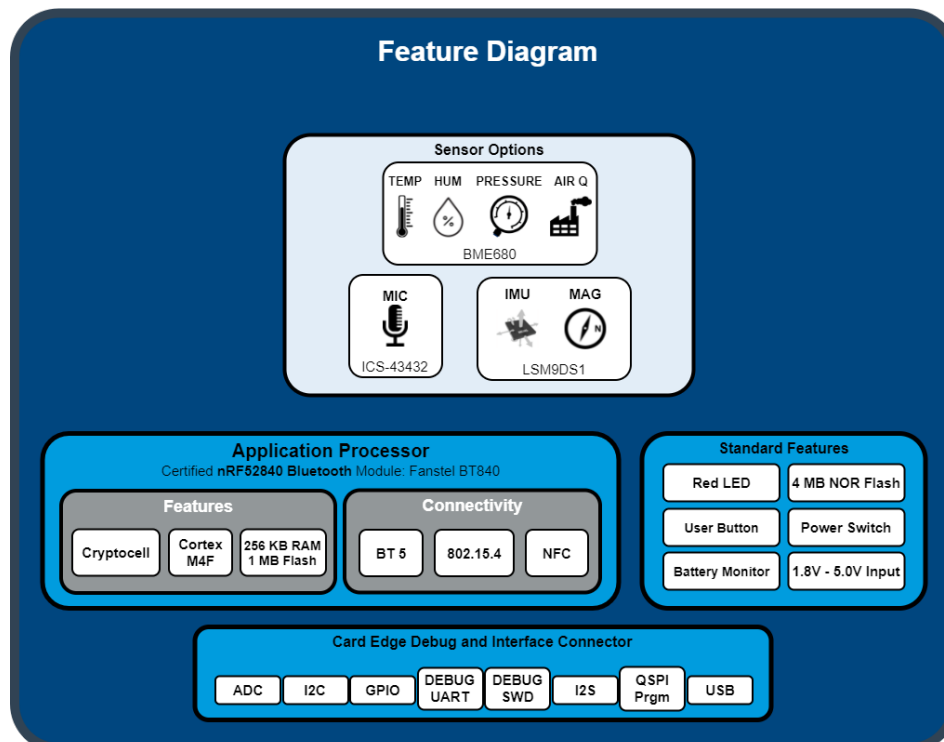 Feature Diagram
Sensor Options
TEMP HUM PRESSURE AIR Q
%
BME680
MIC
ICS-43432
IMU MAG
N
LSM9DS1
Application Processor
Certified nRF52840 Bluetooth Module: Fanstel BT840
Features
Cryptocell
Cortex
M4F
256 KB RAM
1 MB Flash
Connectivity
BT 5
802.15.4
NFC
Standard Features
Red LED
4 MB NOR Flash
User Button
Power Switch
Battery Monitor
1.8V - 5.0V Input
Card Edge Debug and Interface Connector
ADC
I2C
GPIO
DEBUG
UART
DEBUG
SWD
I2S
QSPI
Prgm
USB